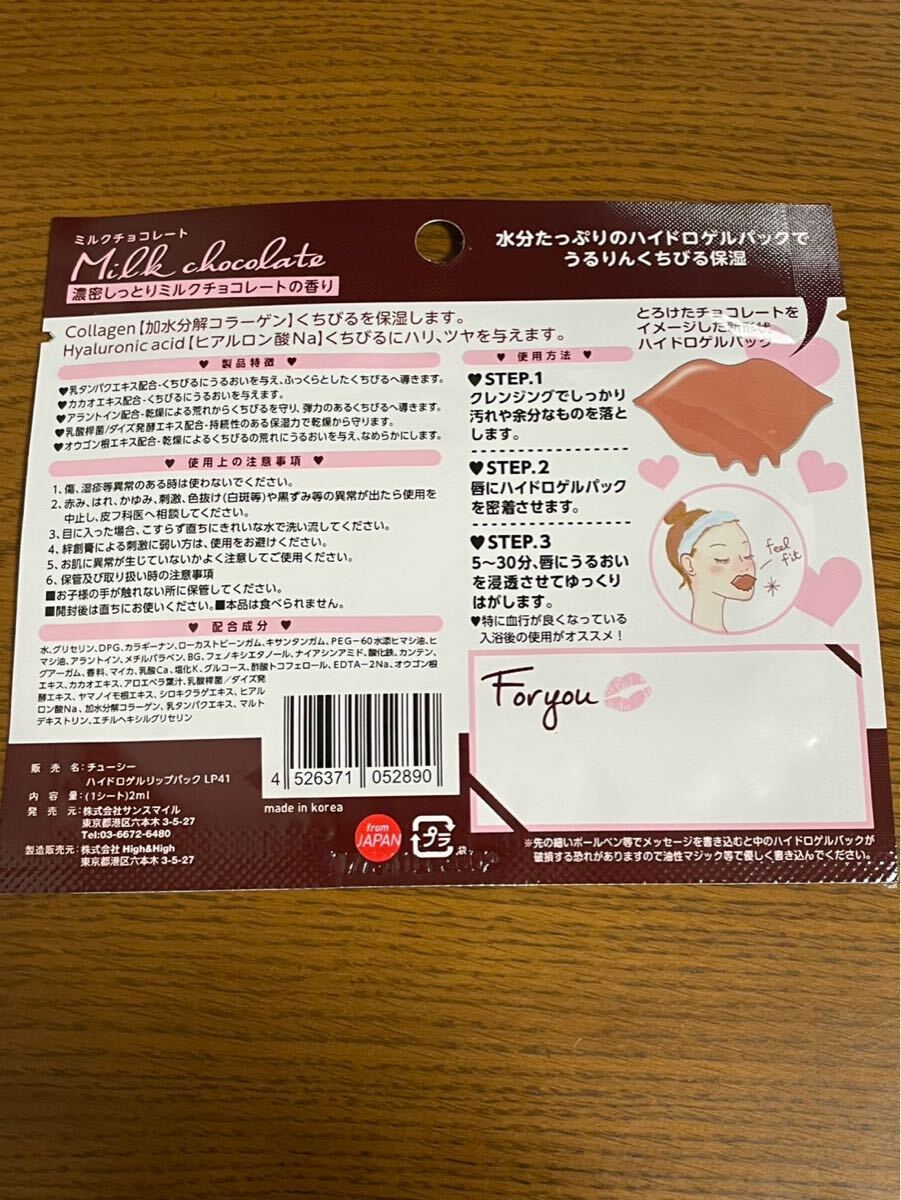 ミルクチョコレート
Milk chocolate
濃密しっとりミルクチョコレートの香り
水分たっぷりのハイドロゲルパックで
うるりんくちびる保湿
Collagen【加水分解コラーゲン】くちびるを保湿します。
Hyaluronic acid【ヒアルロン酸Na】くちびるにハリ、ツヤを与えます。
とろけたチョコレートを
イメージした新形状
ハイドロゲルパック
♥ 製品特徴 ♥
♥乳タンパクエキス配合-くちびるにうるおいを与え、ふっくらとしたくちびるへ導きます。
♥カカオエキス配合-くちびるにうるおいを与えます。
♥アラントイン配合-乾燥による荒れからくちびるを守り、弾力のあるくちびるへ導きます。
♥乳酸桿菌/ダイズ発酵エキス配合-持続性のある保湿力で乾燥から守ります。
♥オウゴン根エキス配合-乾燥によるくちびるの荒れにうるおいを与え、なめらかにします。
♥ 使用上の注意事項 ♥
1、傷、湿疹等異常のある時は使わないでください。
2、赤み、はれ、かゆみ、刺激、色抜け(白斑等)や黒ずみ等の異常が出たら使用を
中止し、皮フ科医へ相談してください。
3、目に入った場合、こすらず直ちにきれいな水で洗い流してください。
4、絆創膏による刺激に弱い方は、使用をお避けください。
5、お肌に異常が生じていないかよく注意してご使用ください。
6、保管及び取り扱い時の注意事項
■お子様の手が触れない所に保管してください。
■開封後は直ちにお使いください。■本品は食べられません。
♥ 配合成分 ♥
水、グリセリン、DPG、カラギーナン、ローカストビーンガム、キサンタンガム、PEG-60水添ヒマシ油、ヒ
マシ油、アラントイン、メチルパラベン、BG、フェノキシエタノール、ナイアシンアミド、酸化鉄、カンテン、
グアーガム、香料、マイカ、乳酸Ca、塩化K、グルコース、酢酸トコフェロール、EDTA-2Na、オウゴン根
エキス、カカオエキス、アロエベラ葉汁、乳酸桿菌/ダイズ発
酵エキス、ヤマノイモ根エキス、シロキクラゲエキス、ヒアル
ロン酸Na、加水分解コラーゲン、乳タンパクエキス、マルト
デキストリン、エチルヘキシルグリセリン
♥ 使用方法 ♥
♥STEP.1
クレンジングでしっかり
汚れや余分なものを落と
します。
♥STEP.2
唇にハイドロゲルパック
を密着させます。
♥STEP.3
5~30分、唇にうるおい
を浸透させてゆっくり
はがします。
♥特に血行が良くなっている
入浴後の使用がオススメ!
feel
fit
For you
販売名:チューシー
ハイドロゲルリップパック LP41
内容量:(1シート)2ml
発売元:株式会社サンスマイル
東京都港区六本木 3-5-27
Tel:03-6672-6480
製造販売元:株式会社 High&High
東京都港区六本木 3-5-27
4 526371 052890
made in korea
from
JAPAN
プラ
袋
※先の細いボールペン等でメッセージを書き込むと中のハイドロゲルパックが
破損する恐れがありますので油性マジック等で優しく書き込んでください。